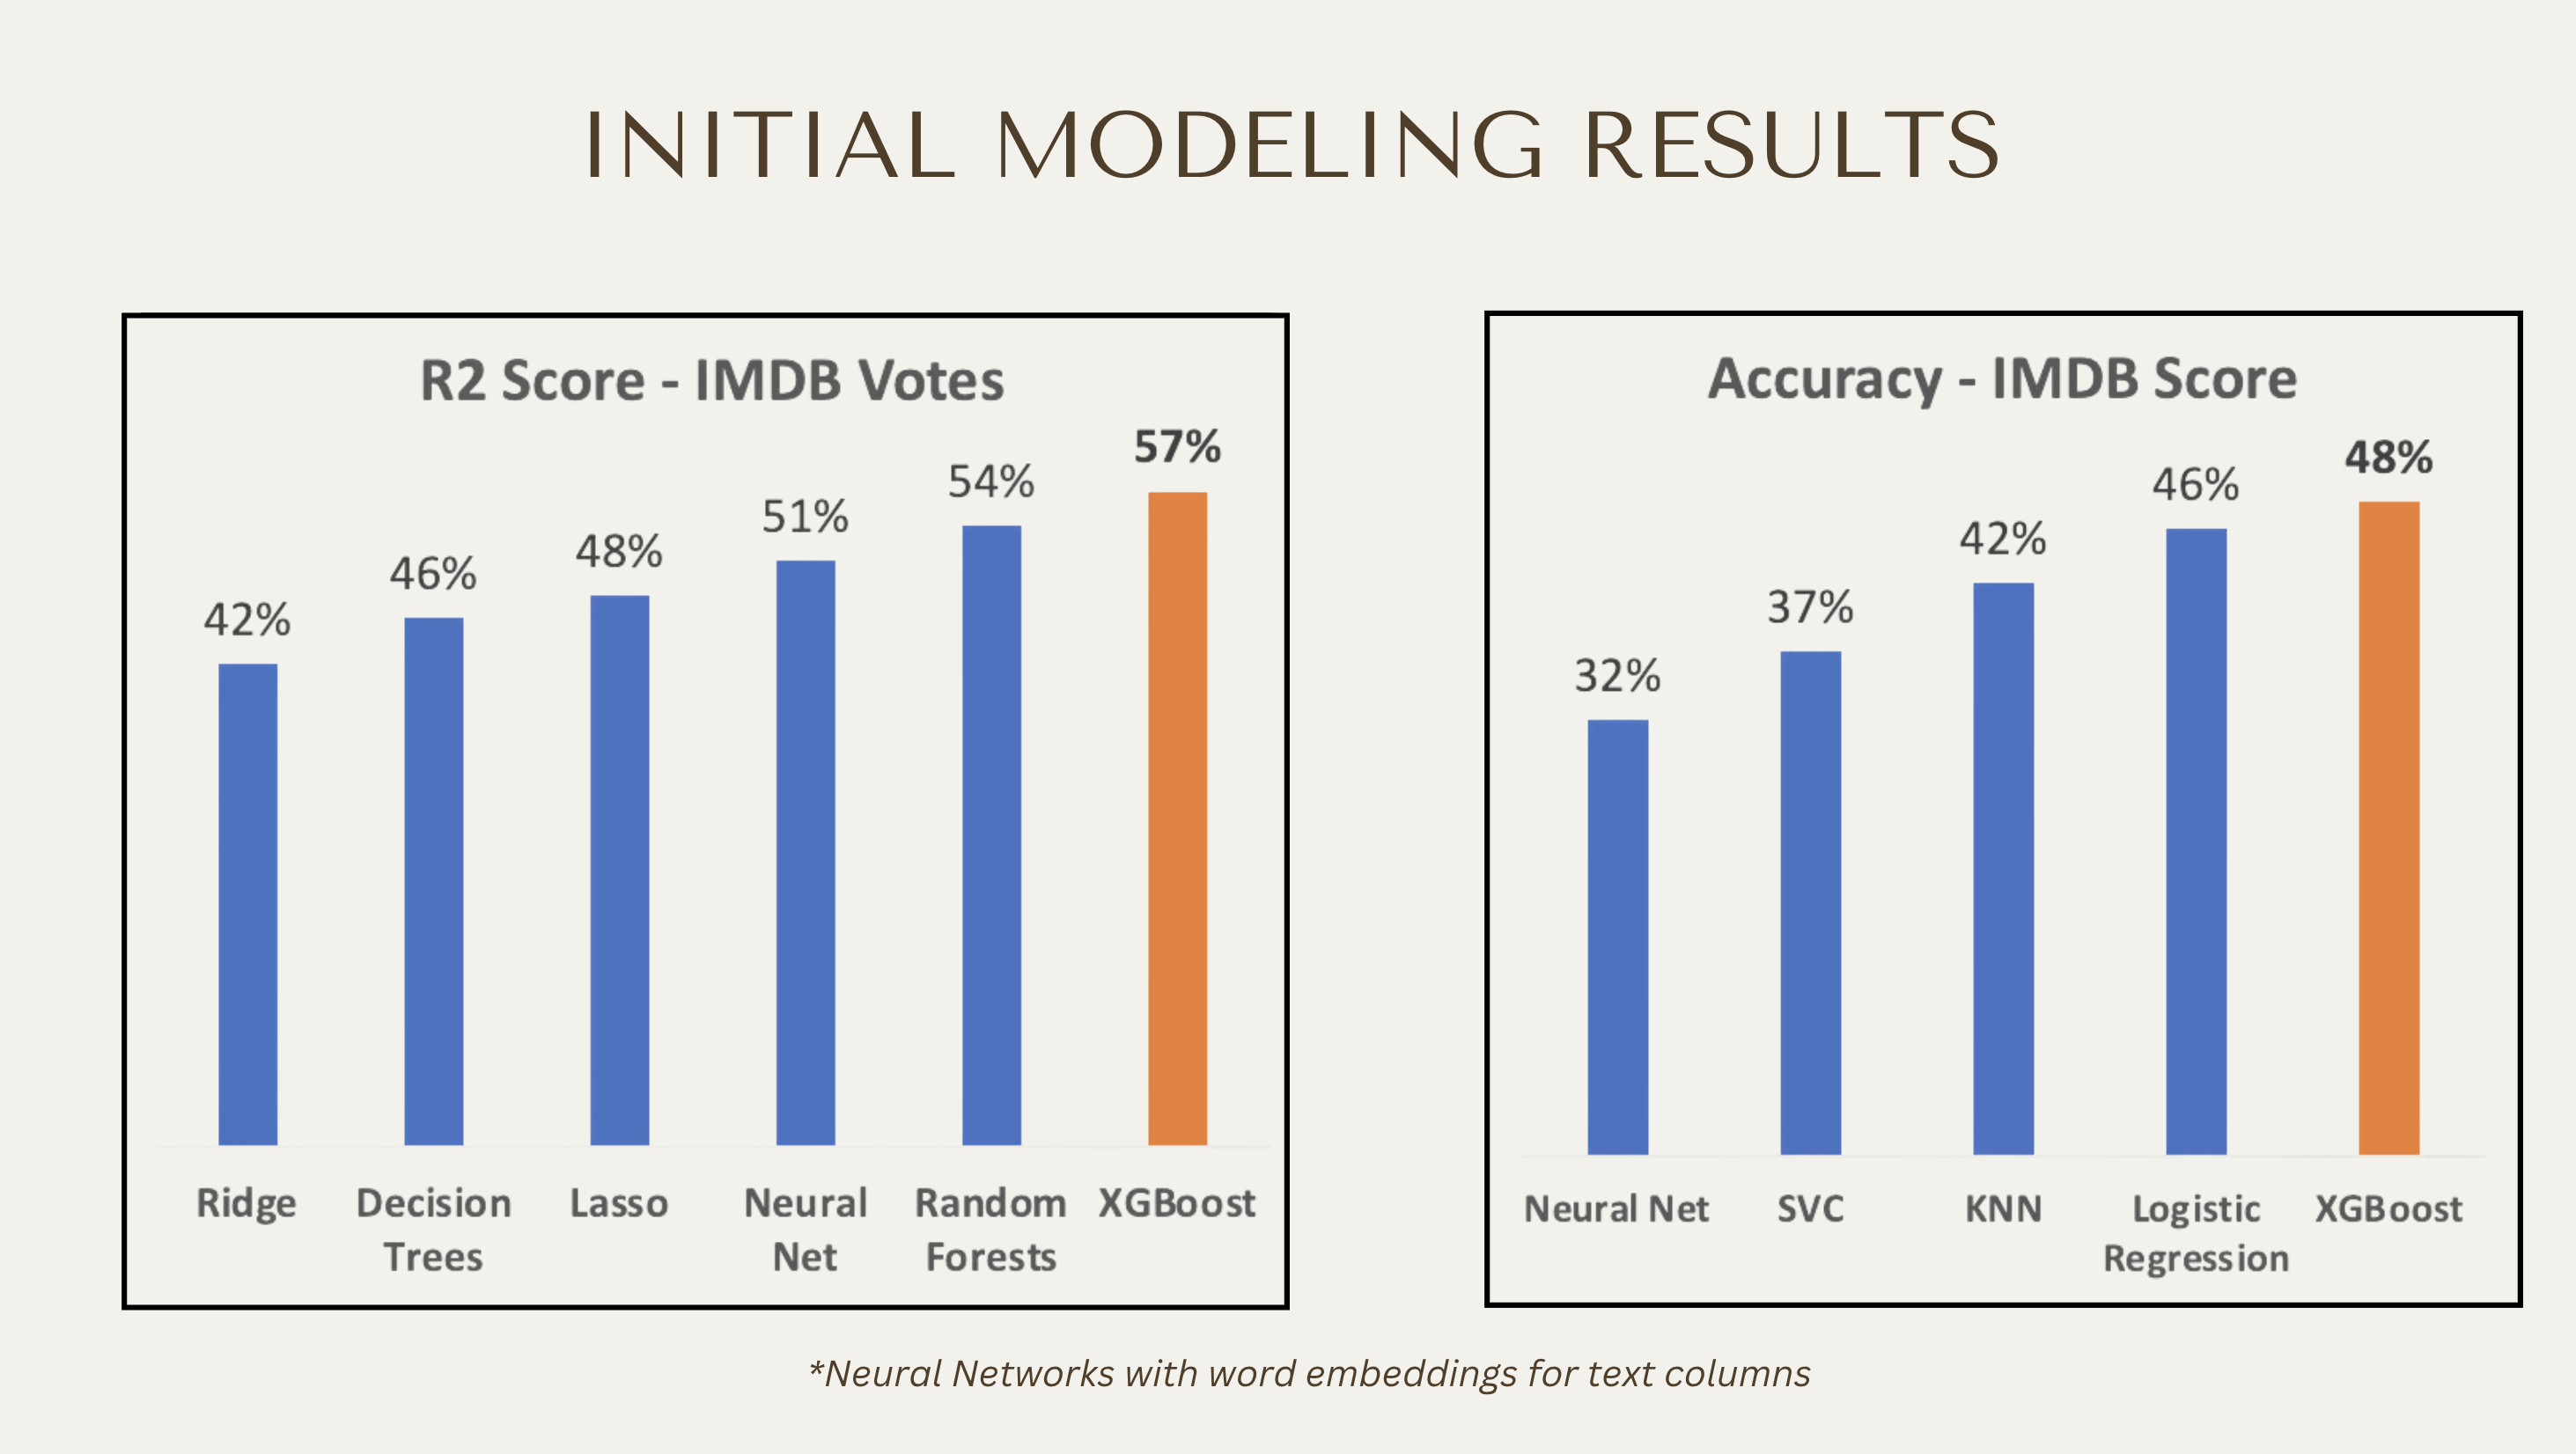 INITIAL MODELING RESULTS
R2 Score - IMDB Votes
42%
46%
48%
51%
54%
57%
Ridge
Decision
Trees
Lasso
Neural
Net
Random
Forests
XGBoost
Accuracy - IMDB Score
32%
37%
42%
46%
48%
Neural Net
SVC
KNN
Logistic
Regression
XGBoost
*Neural Networks with word embeddings for text columns